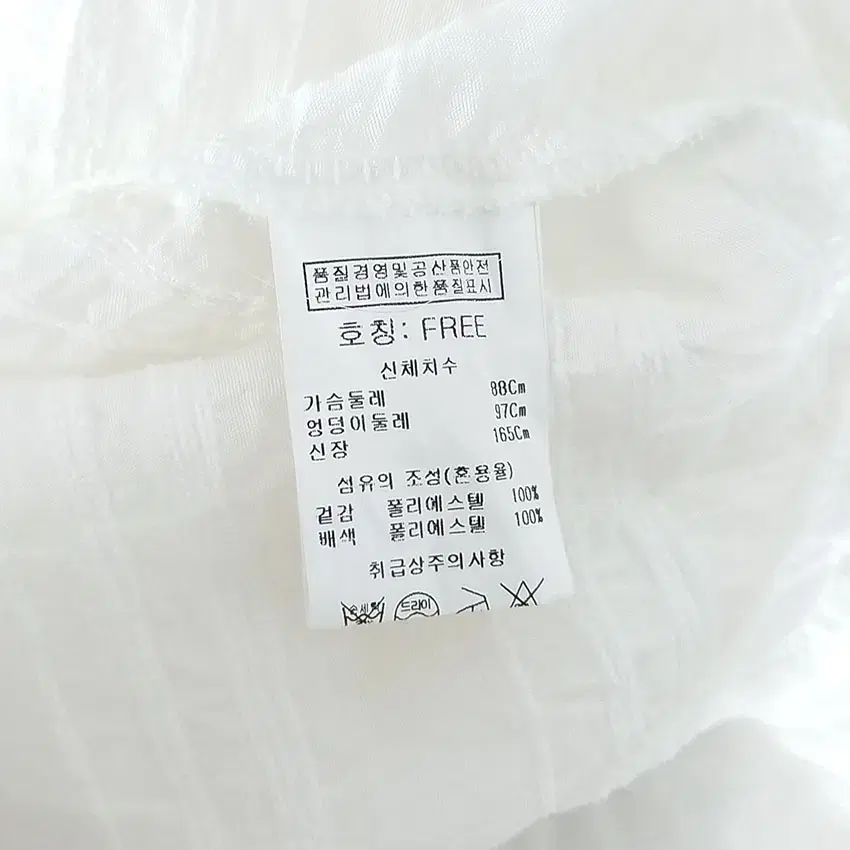 품질경영및공산품안전
관리법에의한품질표시
호칭: FREE
신체치수
가슴둘레 88Cm
엉덩이둘레 97Cm
신장 165Cm
섬유의 조성(혼용율)
겉감 폴리에스텔 100%
배색 폴리에스텔 100%
취급상주의사항
손세탁 드라이